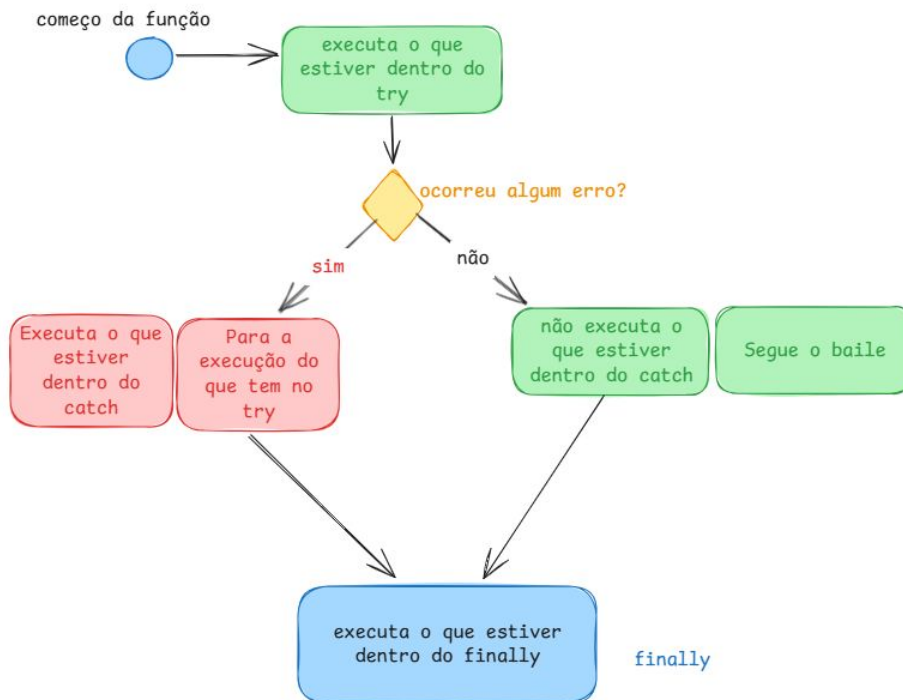 começo da função
executa o que
estiver dentro do
try
ocorreu algum erro?
sim
não
Executa o que
estiver
dentro do
catch
Para a
execução do
que tem no
try
não executa o
que estiver
dentro do catch
Segue o baile
executa o que estiver
dentro do finally
finally